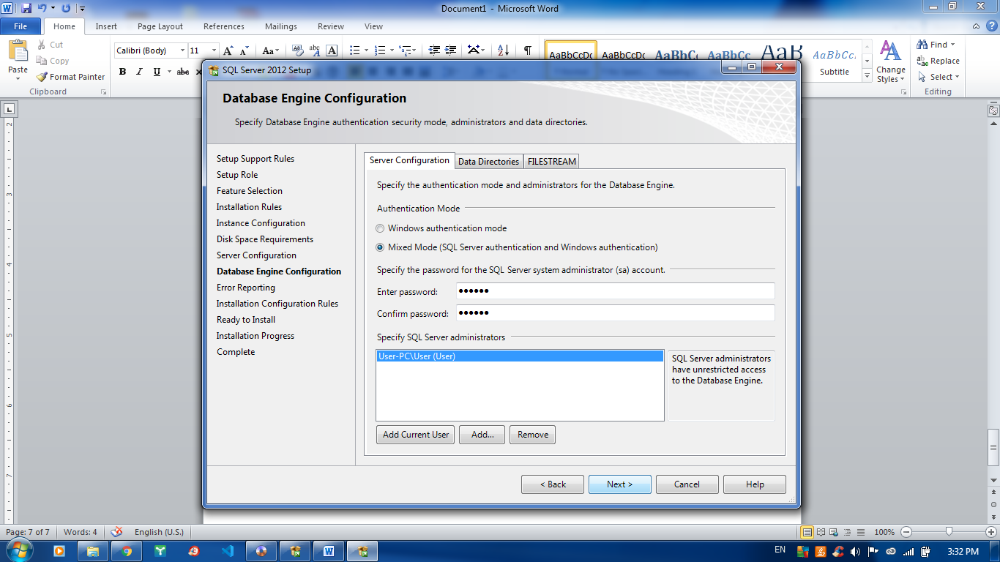 Document1 - Microsoft Word
File Home Insert Page Layout References Mailings Review View
Paste
Cut
Copy
Format Painter
Clipboard
Calibri (Body) 11
AaBbCcDc AaBbCcDc AaBbC AaBbCc AaB AaBbCc.
Subtitle
Change Styles
Find
Replace
Select
Editing
SQL Server 2012 Setup
Database Engine Configuration
Specify Database Engine authentication security mode, administrators and data directories.
Setup Support Rules
Setup Role
Feature Selection
Installation Rules
Instance Configuration
Disk Space Requirements
Server Configuration
Database Engine Configuration
Error Reporting
Installation Configuration Rules
Ready to Install
Installation Progress
Complete
Server Configuration Data Directories FILESTREAM
Specify the authentication mode and administrators for the Database Engine.
Authentication Mode
Windows authentication mode
Mixed Mode (SQL Server authentication and Windows authentication)
Specify the password for the SQL Server system administrator (sa) account.
Enter password: ●●●●●●
Confirm password: ●●●●●●
Specify SQL Server administrators
User-PC\User (User)
SQL Server administrators
have unrestricted access
to the Database Engine.
Add Current User Add... Remove
< Back Next > Cancel Help
Page: 7 of 7 Words: 4 English (U.S.) 100%
EN 3:32 PM